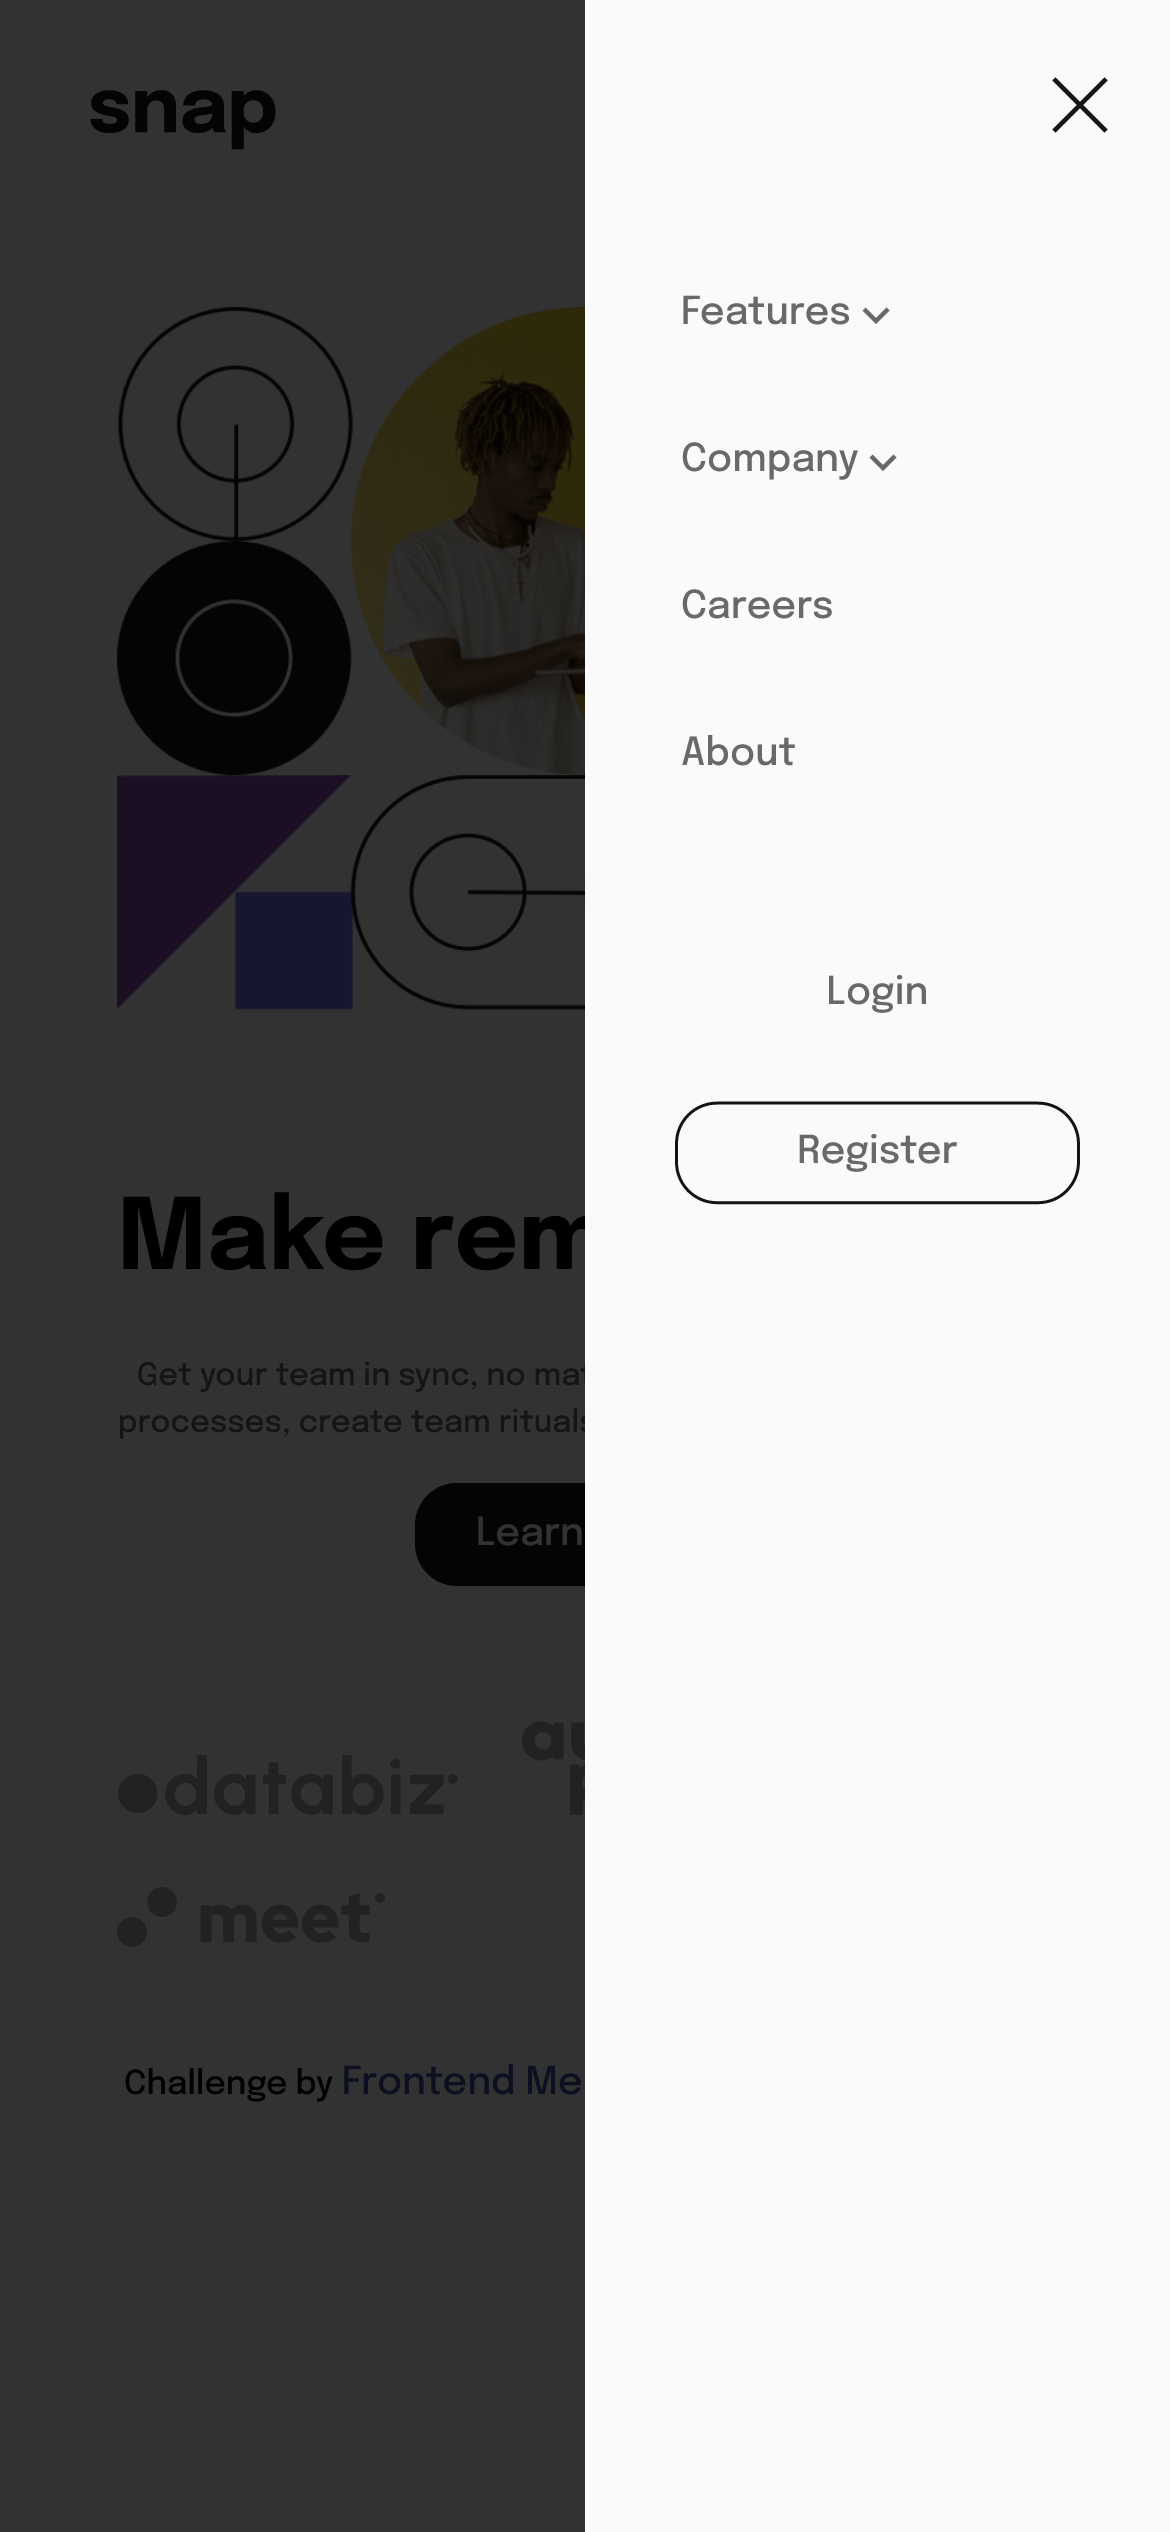 snap
Features
Company
Careers
About
Login
Register
Make rem
Get your team in sync, no mat
processes, create team rituals
Learn
databiz
au
meet
Challenge by Frontend Me